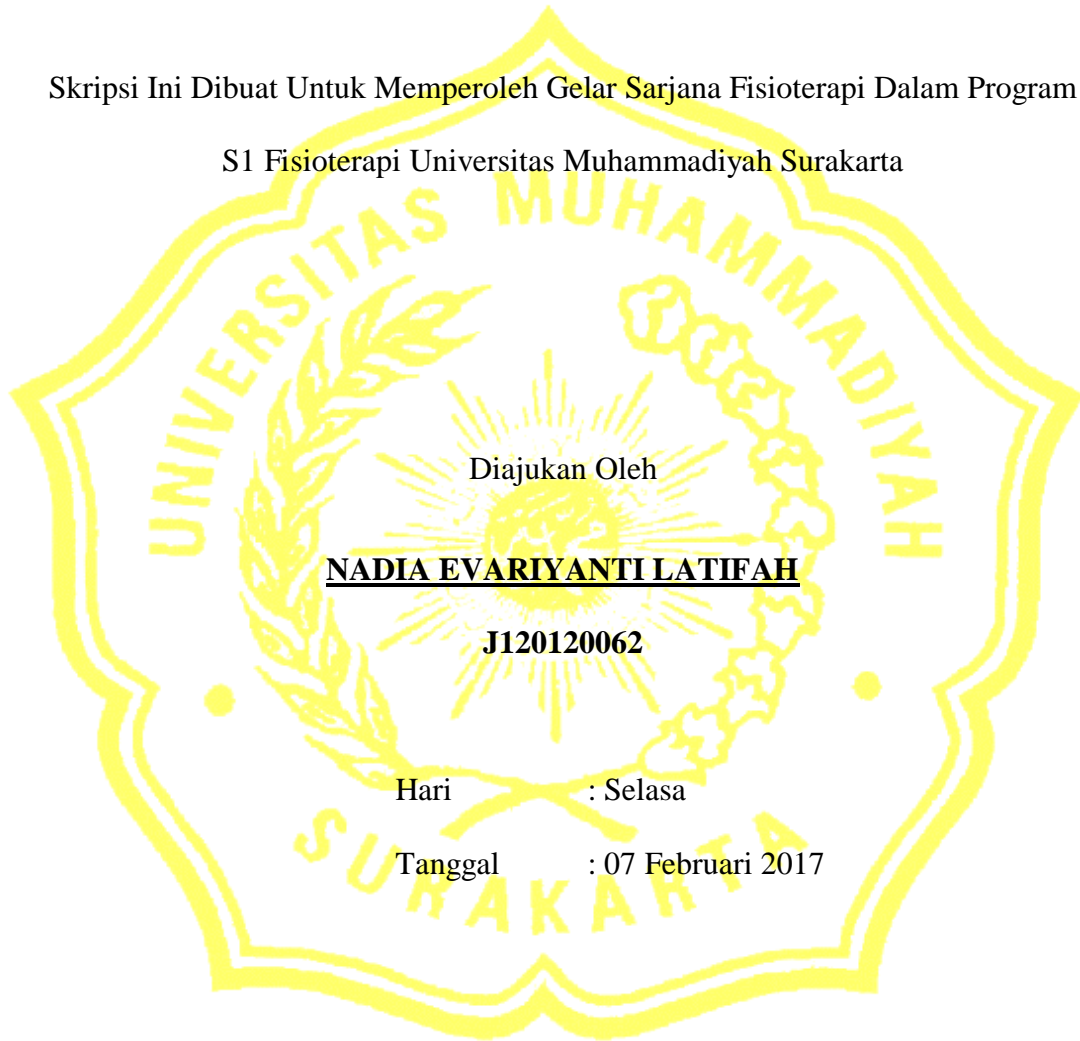 Skripsi Ini Dibuat Untuk Memperoleh Gelar Sarjana Fisioterapi Dalam Program
S1 Fisioterapi Universitas Muhammadiyah Surakarta
UNIVERSITAS MUHAMMADIYAH
Diajukan Oleh
NADIA EVARIYANTI LATIFAH
J120120062
Hari : Selasa
Tanggal : 07 Februari 2017
SURAKARTA